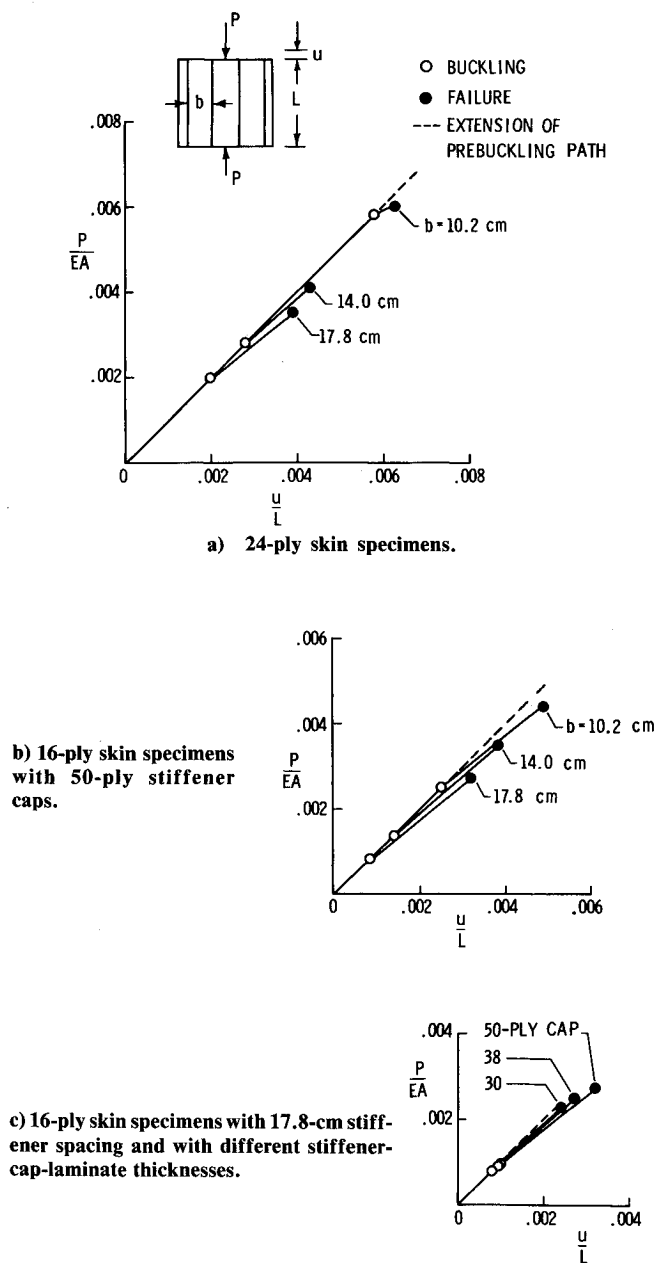 P
u
L
b
P
BUCKLING
FAILURE
EXTENSION OF
PREBUCKLING PATH
.008
.006
P
EA
.004
.002
b = 10.2 cm
14.0 cm
17.8 cm
0 .002 .004 .006 .008
u
L
a) 24-ply skin specimens.
.006
.004
P
EA
.002
b = 10.2 cm
14.0 cm
17.8 cm
b) 16-ply skin specimens
with 50-ply stiffener
caps.
0 .002 .004 .006
u
L
.004
P
EA
.002
50-PLY CAP
38
30
c) 16-ply skin specimens with 17.8-cm stiff-
ener spacing and with different stiffener-
cap-laminate thicknesses.
0 .002 .004
u
L